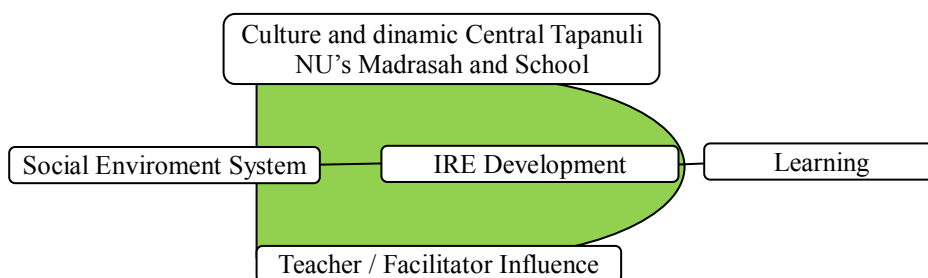 Culture and dinamic Central Tapanuli
NU's Madrasah and School
Social Enviroment System
IRE Development
Learning
Teacher / Facilitator Influence